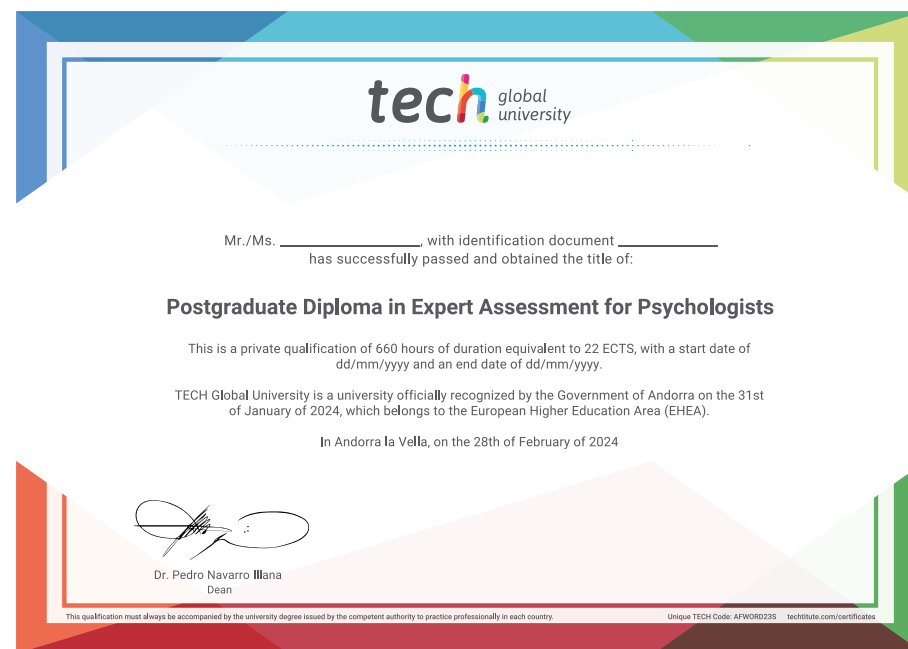 tech global university
Mr./Ms. __________________, with identification document _____________
has successfully passed and obtained the title of:
Postgraduate Diploma in Expert Assessment for Psychologists
This is a private qualification of 660 hours of duration equivalent to 22 ECTS, with a start date of
dd/mm/yyyy and an end date of dd/mm/yyyy.
TECH Global University is a university officially recognized by the Government of Andorra on the 31st
of January of 2024, which belongs to the European Higher Education Area (EHEA).
In Andorra la Vella, on the 28th of February of 2024
Dr. Pedro Navarro Illana
Dean
This qualification must always be accompanied by the university degree issued by the competent authority to practice professionally in each country.
Unique TECH Code: AFWORD23S techtitute.com/certificates